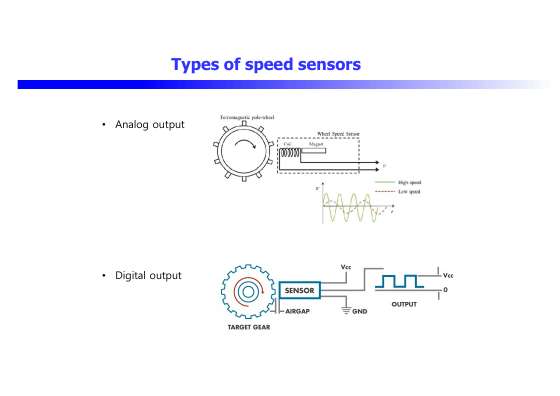 Types of speed sensors
• Analog output
Ferromagnetic pole-wheel
Wheel Speed Sensor
Coil
Magnet
High speed
Low speed
• Digital output
Vcc
SENSOR
Vcc
0
OUTPUT
AIRGAP
GND
TARGET GEAR